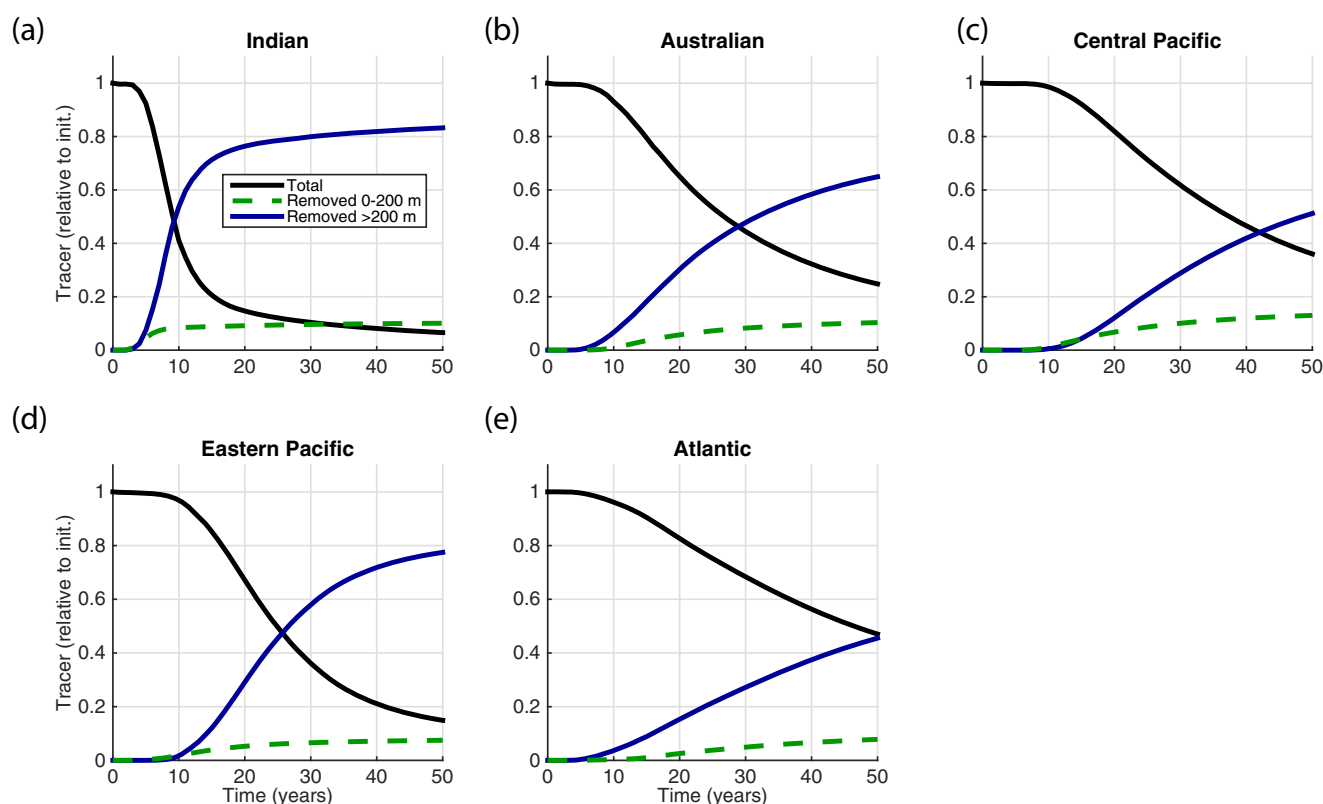 (a)
Indian
Tracer (relative to init.)
1
0.8
0.6
0.4
0.2
0
0 10 20 30 40 50
Total
Removed 0-200 m
Removed >200 m
(b)
Australian
1
0.8
0.6
0.4
0.2
0
0 10 20 30 40 50
(c)
Central Pacific
1
0.8
0.6
0.4
0.2
0
0 10 20 30 40 50
(d)
Eastern Pacific
Tracer (relative to init.)
1
0.8
0.6
0.4
0.2
0
0 10 20 30 40 50
Time (years)
(e)
Atlantic
1
0.8
0.6
0.4
0.2
0
0 10 20 30 40 50
Time (years)